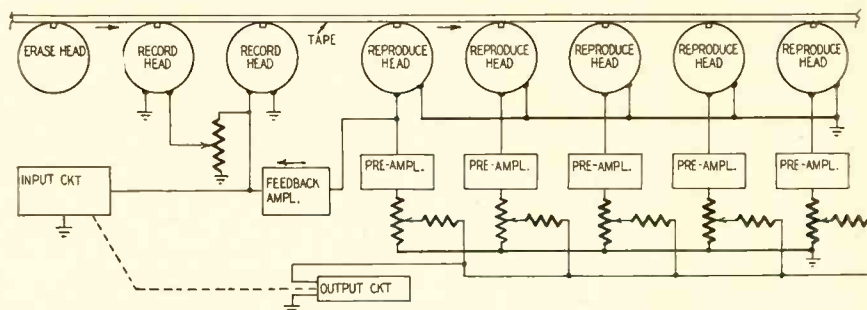 ERASE HEAD
RECORD
HEAD
RECORD
HEAD
TAPE
REPRODUCE
HEAD
REPRODUCE
HEAD
REPRODUCE
HEAD
REPRODUCE
HEAD
REPRODUCE
HEAD
INPUT CKT
FEEDBACK
AMPL.
PRE-AMPL.
PRE-AMPL.
PRE-AMPL.
PRE-AMPL.
PRE-AMPL.
OUTPUT CKT